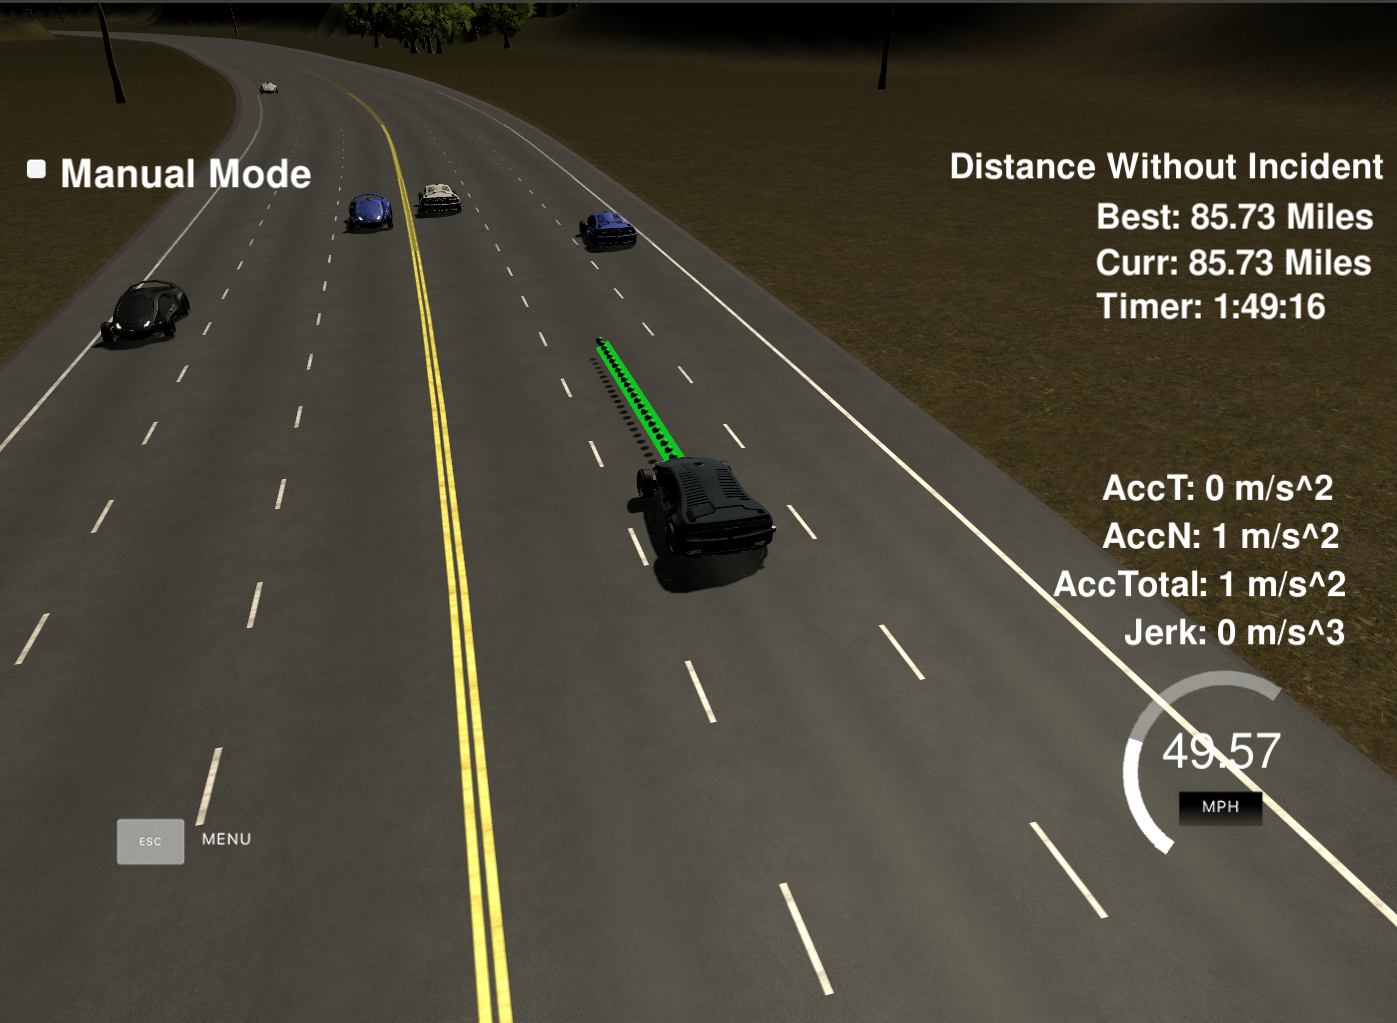 Manual Mode
Distance Without Incident
Best: 85.73 Miles
Curr: 85.73 Miles
Timer: 1:49:16
AccT: 0 m/s^2
AccN: 1 m/s^2
AccTotal: 1 m/s^2
Jerk: 0 m/s^3
49.57
MPH
ESC MENU